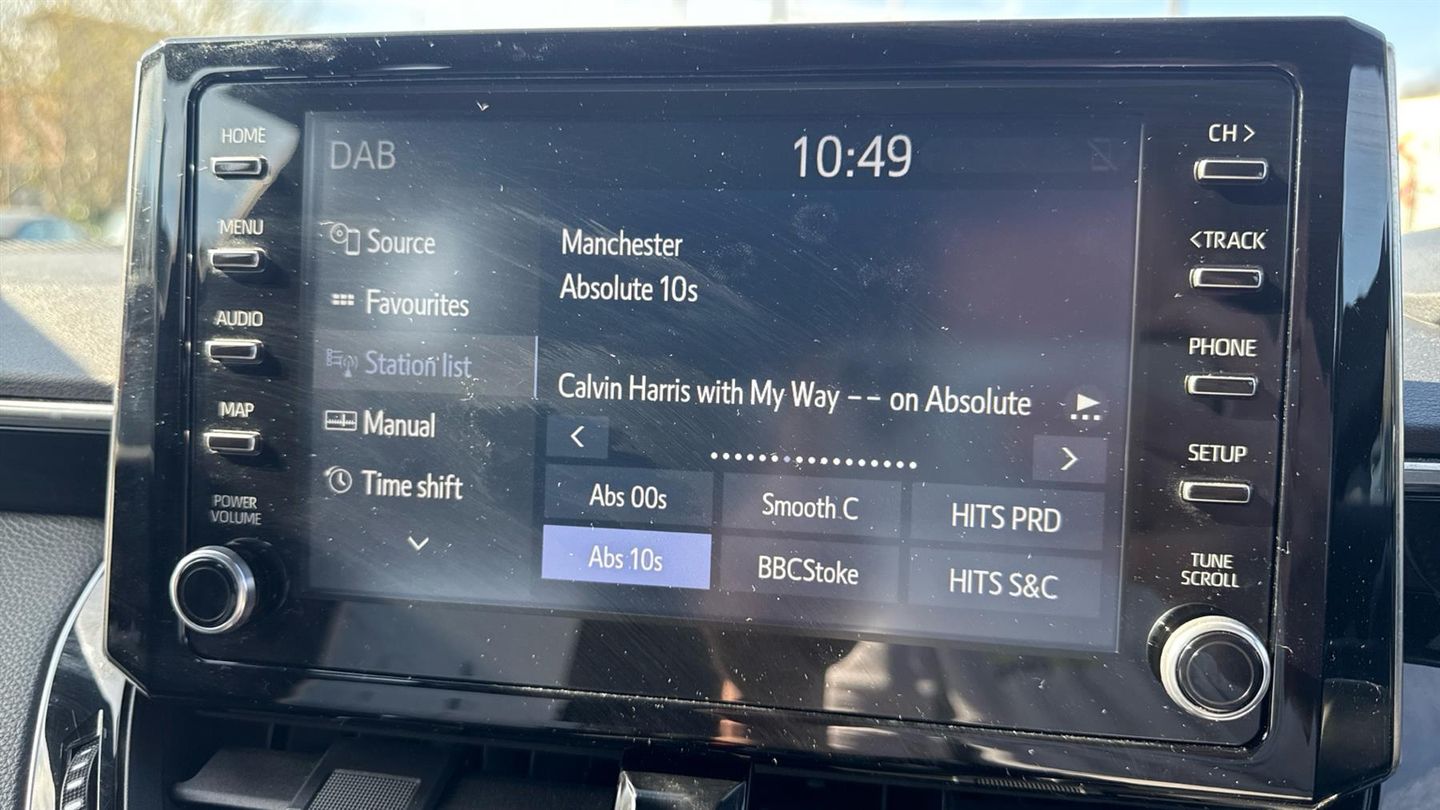 HOME
MENU
AUDIO
MAP
POWER
VOLUME
DAB
10:49
Source
Favourites
Station list
Manual
Time shift
Manchester
Absolute 10s
Calvin Harris with My Way -- on Absolute
<
>
Abs 00s
Smooth C
HITS PRD
Abs 10s
BBCStoke
HITS S&C
CH >
<TRACK
PHONE
SETUP
TUNE
SCROLL